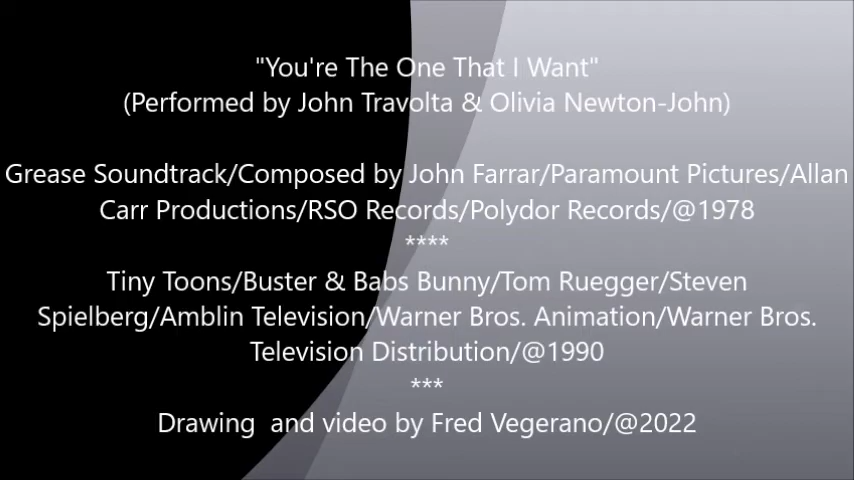 "You're The One That I Want"
(Performed by John Travolta & Olivia Newton-John)
Grease Soundtrack/Composed by John Farrar/Paramount Pictures/Allan
Carr Productions/RSO Records/Polydor Records/@1978
****
Tiny Toons/Buster & Babs Bunny/Tom Ruegger/Steven
Spielberg/Amblin Television/Warner Bros. Animation/Warner Bros.
Television Distribution/@1990
***
Drawing  and video by Fred Vegerano/@2022